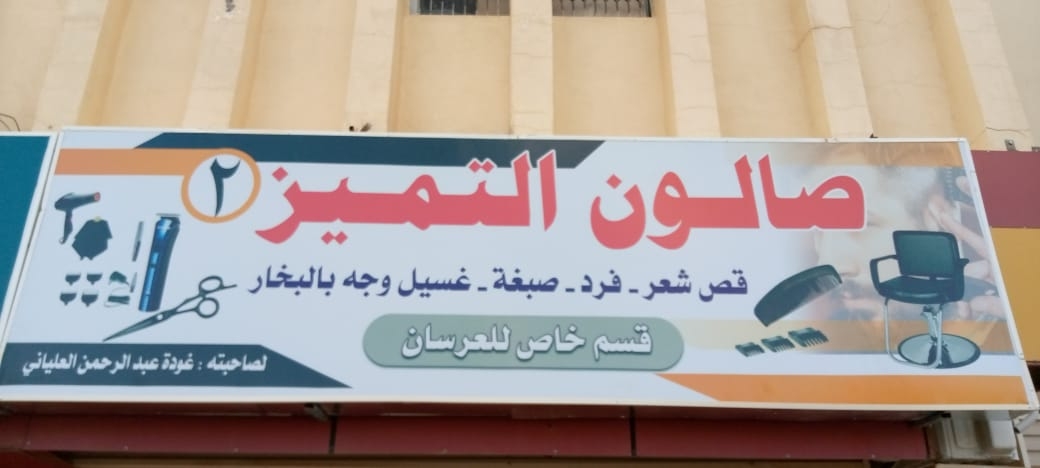 صالون التميز ٢
قص شعر - فرد - صبغة - غسيل وجه بالبخار
قسم خاص للعرسان
لصاحبته : غودة عبد الرحمن العلياني